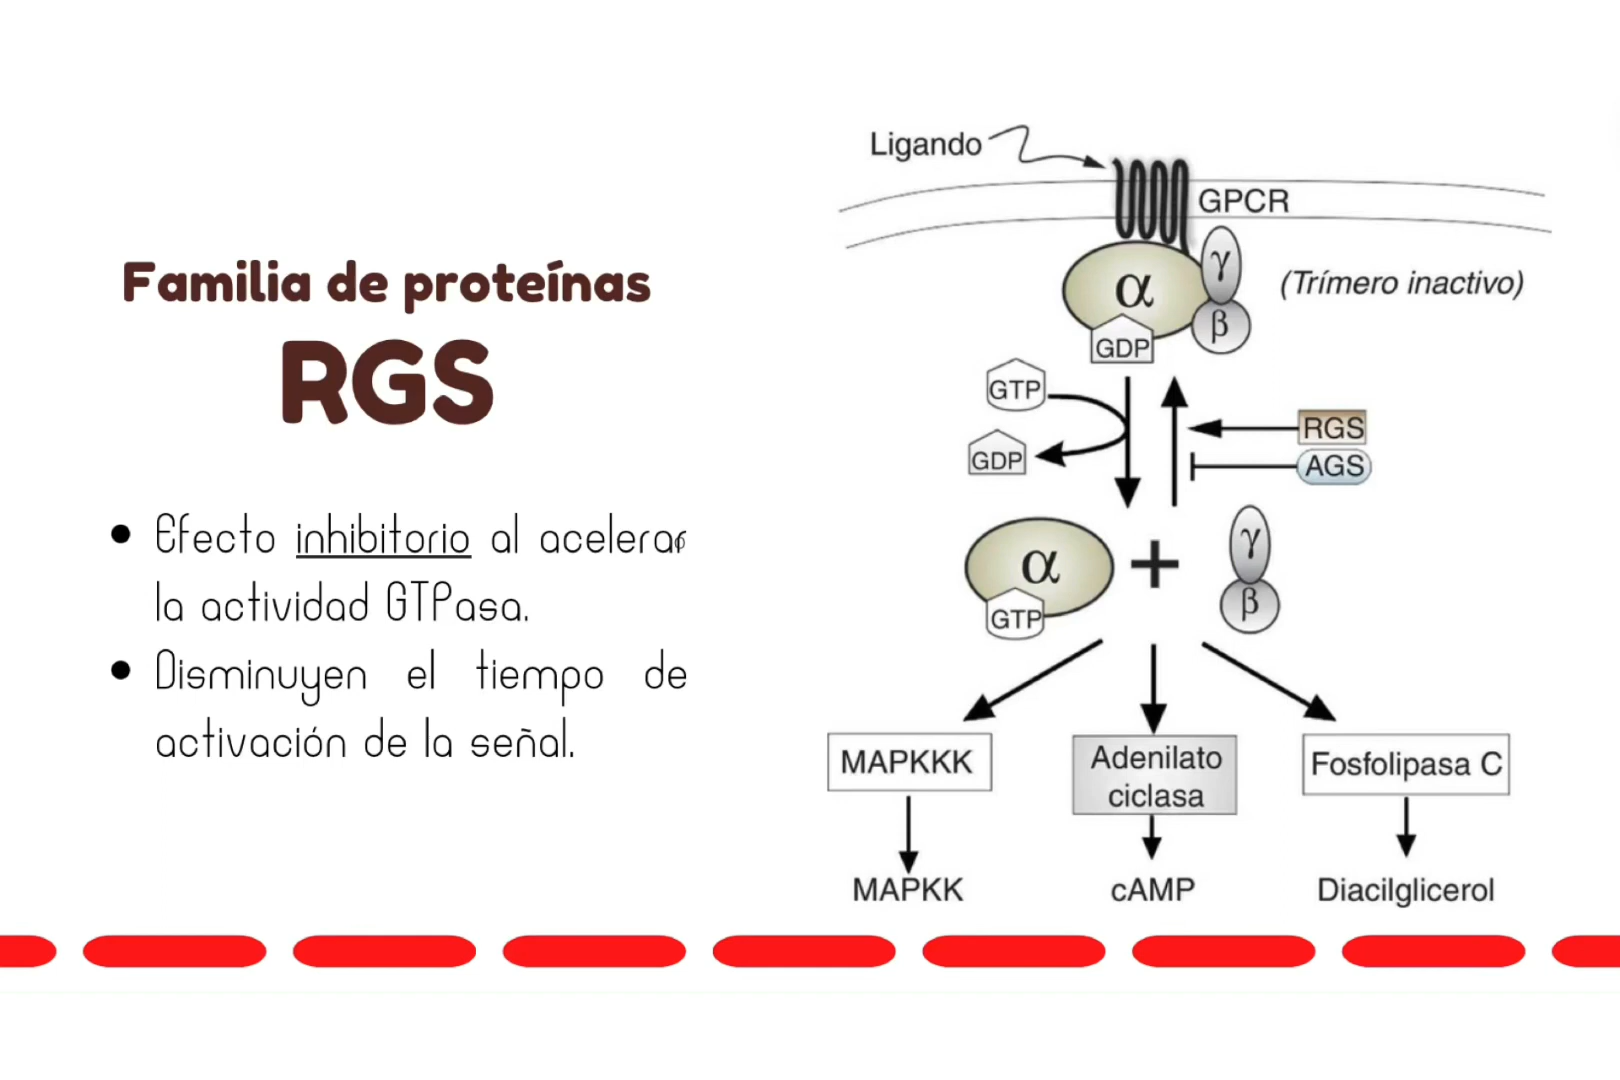 Familia de proteínas
RGS
Efecto inhibitorio al acelerar
la actividad GTPasa.
Disminuyen el tiempo de
activación de la señal.
Ligando
GPCR
α
γ
β
(Trímero inactivo)
GDP
GTP
GDP
RGS
AGS
α
GTP
+
γ
β
MAPKKK
Adenilato
ciclasa
Fosfolipasa C
MAPKK
cAMP
Diacilglicerol